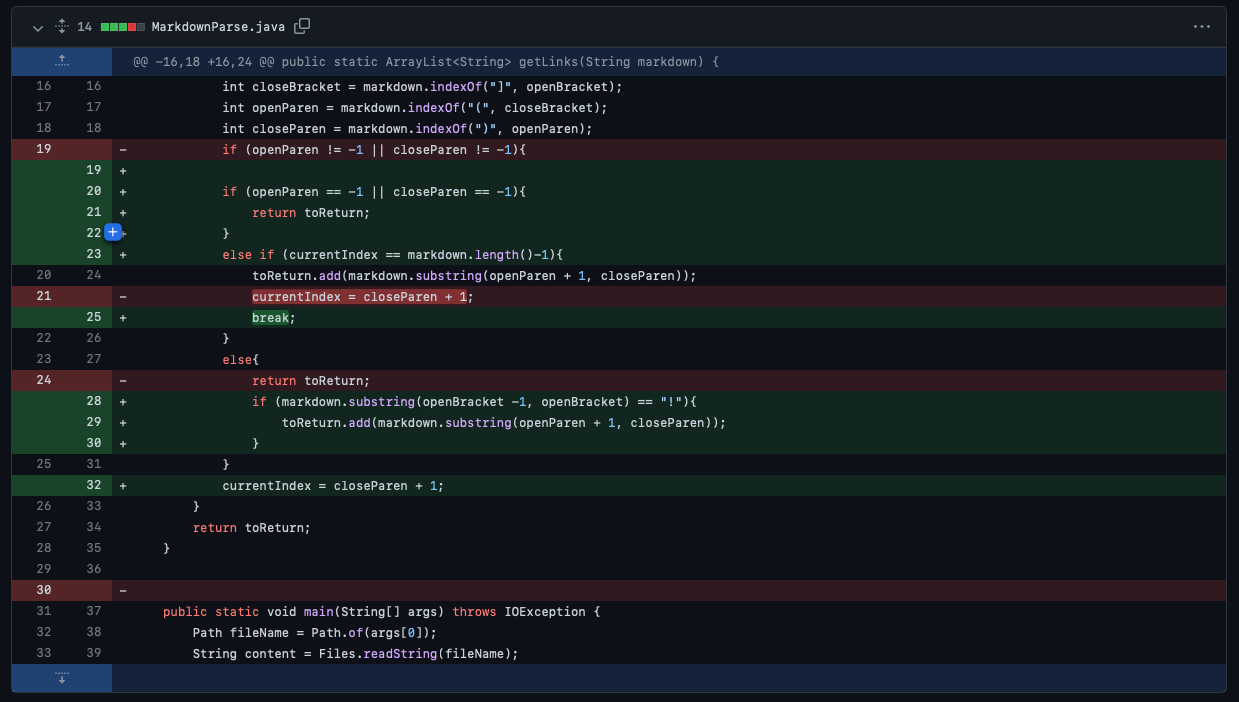 14 MarkdownParse.java
@@ -16,18 +16,24 @@ public static ArrayList<String> getLinks(String markdown) {
16 16 int closeBracket = markdown.indexOf("]", openBracket);
17 17 int openParen = markdown.indexOf("(", closeBracket);
18 18 int closeParen = markdown.indexOf(")", openParen);
19 - if (openParen != -1 || closeParen != -1){
19 +
20 + if (openParen == -1 || closeParen == -1){
21 + return toReturn;
22 + }
23 + else if (currentIndex == markdown.length()-1){
20 24 toReturn.add(markdown.substring(openParen + 1, closeParen));
21 - currentIndex = closeParen + 1;
25 + break;
22 26 }
23 27 else{
24 - return toReturn;
28 + if (markdown.substring(openBracket -1, openBracket) == "!"){
29 + toReturn.add(markdown.substring(openParen + 1, closeParen));
30 + }
25 31 }
32 + currentIndex = closeParen + 1;
26 33 }
27 34 return toReturn;
28 35 }
29 36
30 -
31 37 public static void main(String[] args) throws IOException {
32 38 Path fileName = Path.of(args[0]);
33 39 String content = Files.readString(fileName);